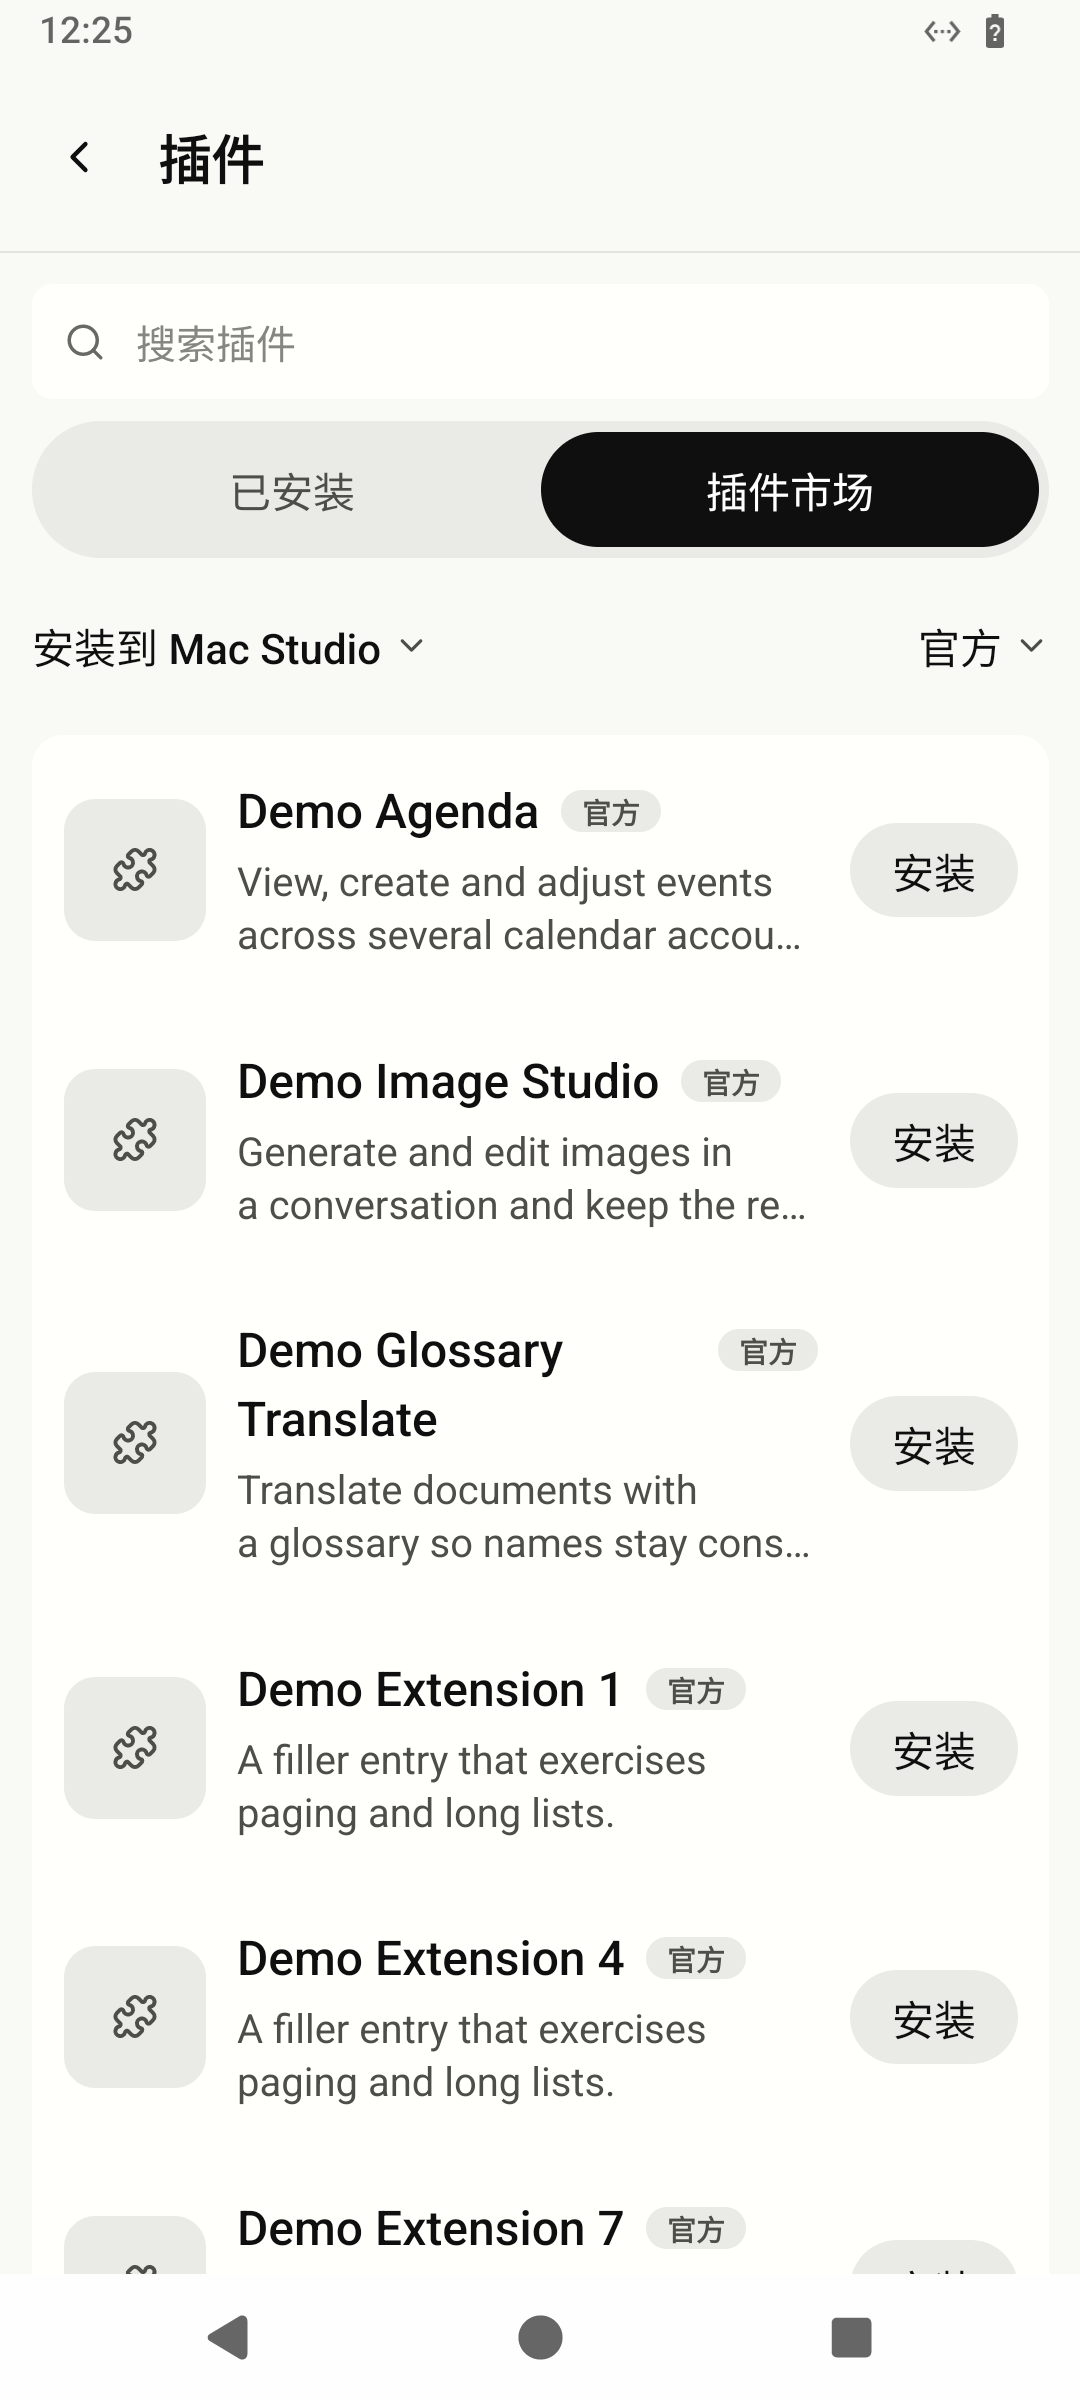 12:25
插件
搜索插件
已安装
插件市场
安装到 Mac Studio
官方
Demo Agenda 官方
View, create and adjust events
across several calendar accou...
安装
Demo Image Studio 官方
Generate and edit images in
a conversation and keep the re...
安装
Demo Glossary 官方
Translate
Translate documents with
a glossary so names stay cons...
安装
Demo Extension 1 官方
A filler entry that exercises
paging and long lists.
安装
Demo Extension 4 官方
A filler entry that exercises
paging and long lists.
安装
Demo Extension 7 官方